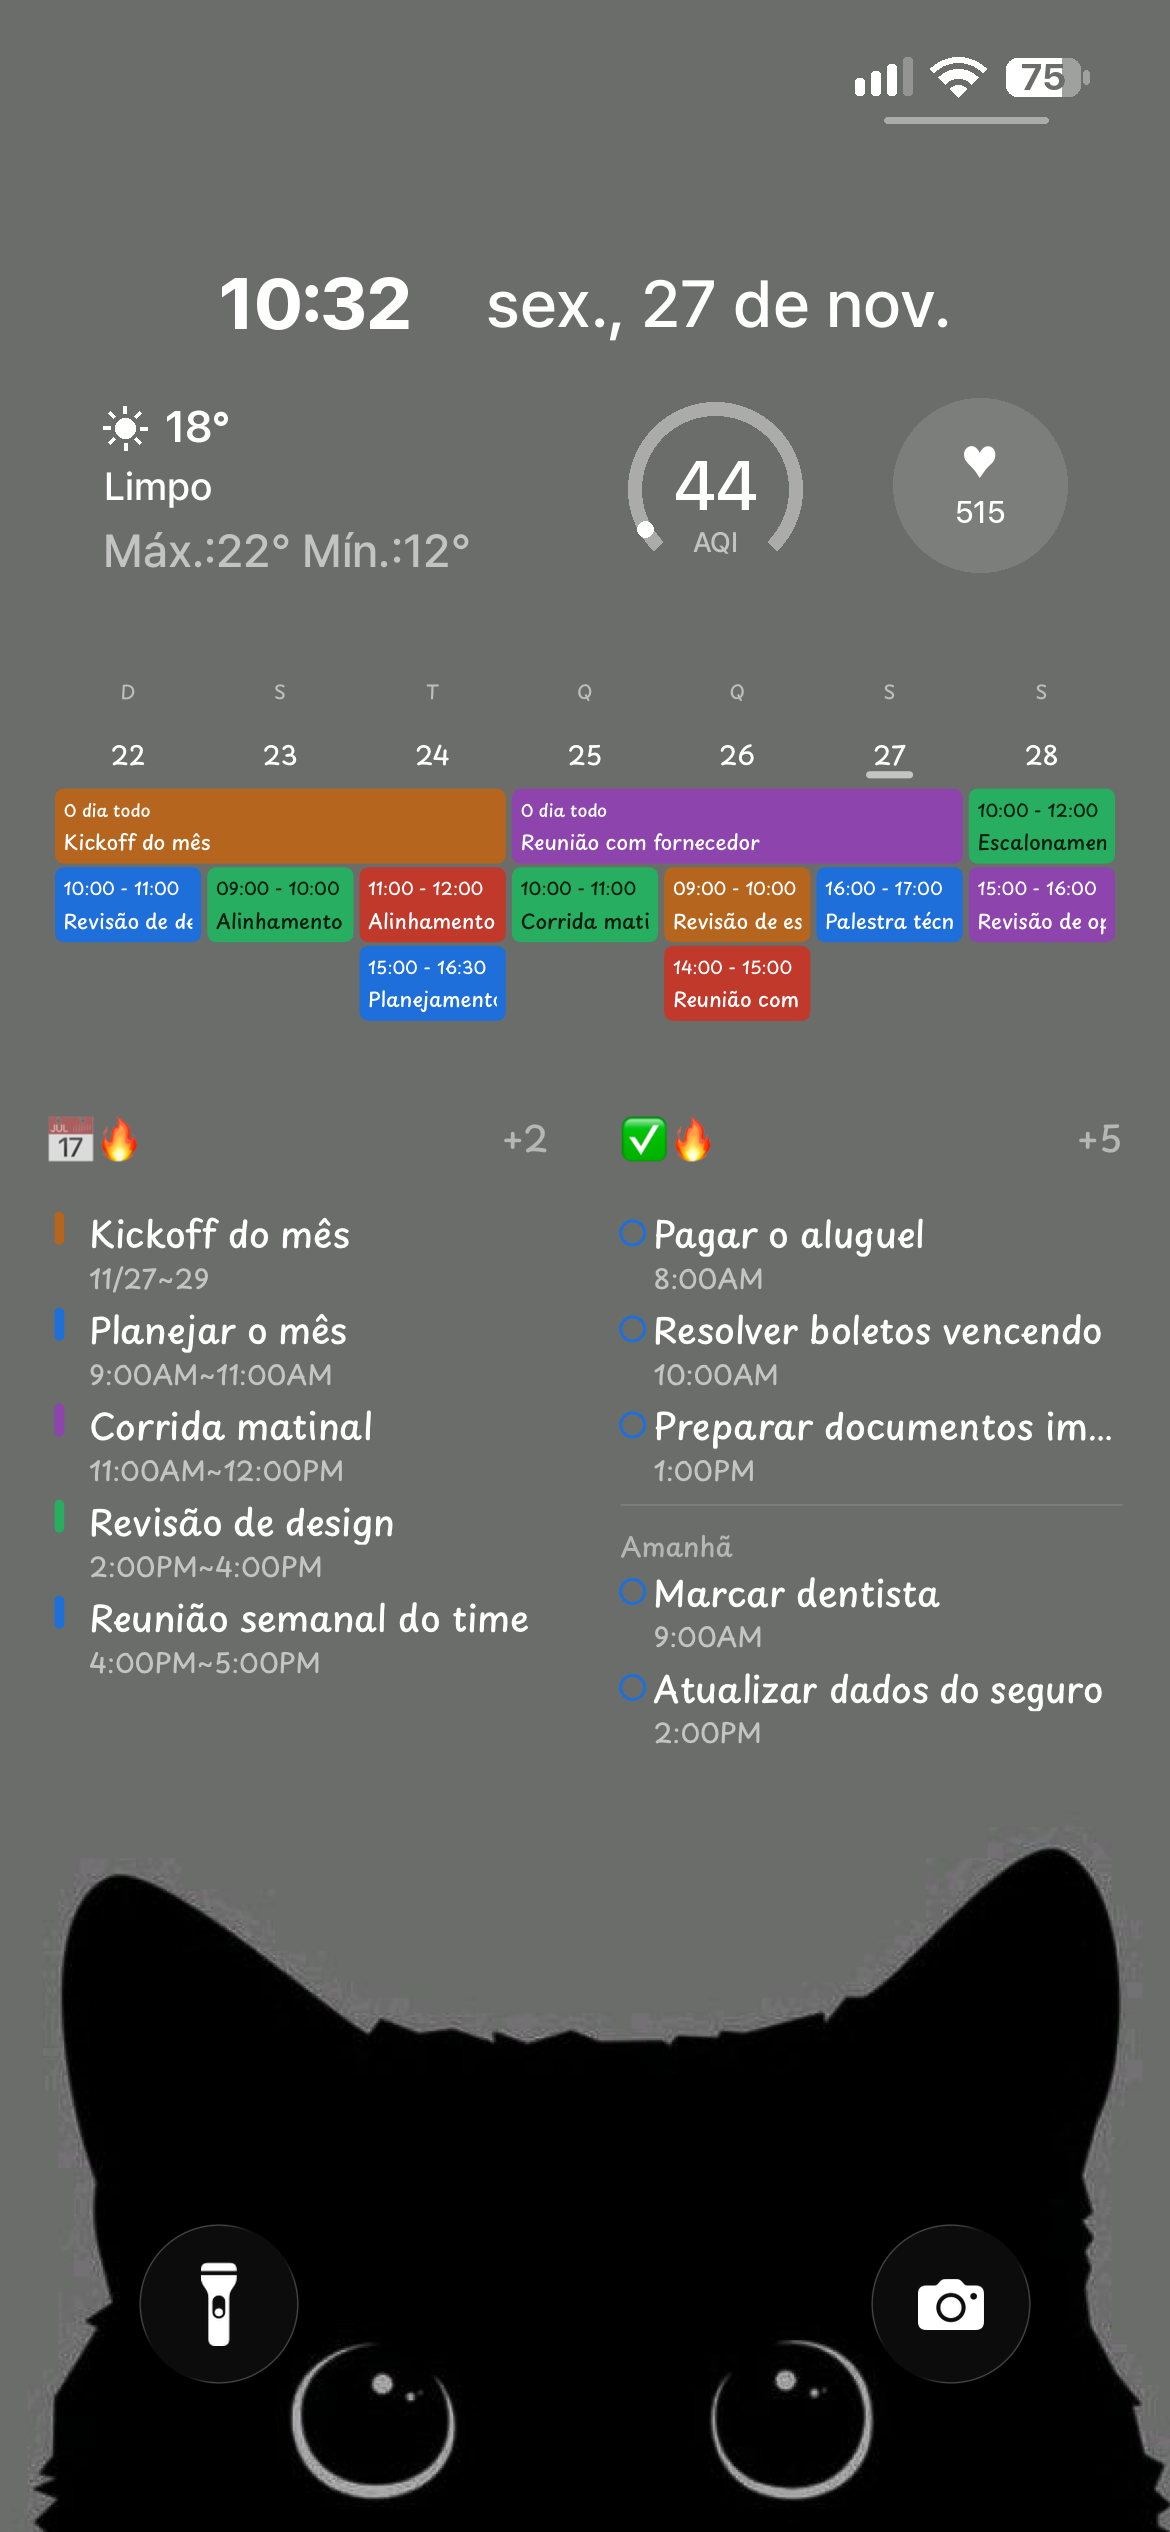 75
10:32 sex., 27 de nov.
18°
Limpo
Máx.:22° Mín.:12°
44
AQI
515
D S T Q Q S S
22 23 24 25 26 27 28
O dia todo
Kickoff do mês
O dia todo
Reunião com fornecedor
10:00 - 12:00
Escalonamen
10:00 - 11:00
Revisão de de
09:00 - 10:00
Alinhamento
11:00 - 12:00
Alinhamento
10:00 - 11:00
Corrida mati
09:00 - 10:00
Revisão de es
16:00 - 17:00
Palestra técn
15:00 - 16:00
Revisão de op
15:00 - 16:30
Planejamento
14:00 - 15:00
Reunião com
JUL
17
+2
Kickoff do mês
11/27~29
Planejar o mês
9:00AM~11:00AM
Corrida matinal
11:00AM~12:00PM
Revisão de design
2:00PM~4:00PM
Reunião semanal do time
4:00PM~5:00PM
+5
Pagar o aluguel
8:00AM
Resolver boletos vencendo
10:00AM
Preparar documentos im...
1:00PM
Amanhã
Marcar dentista
9:00AM
Atualizar dados do seguro
2:00PM